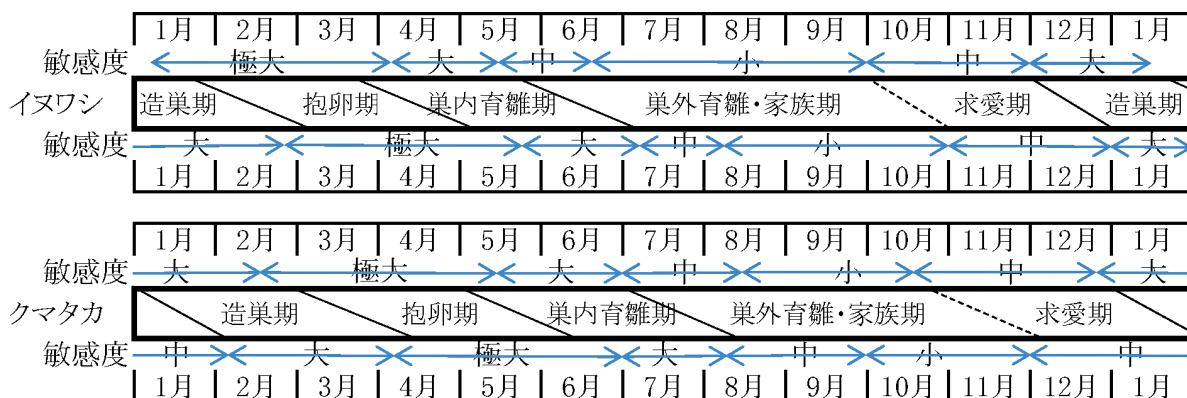 1月 2月 3月 4月 5月 6月 7月 8月 9月 10月 11月 12月 1月
敏感度 極大 大 中 小 中 大
イヌワシ 造巣期 抱卵期 巣内育雛期 巣外育雛・家族期 求愛期 造巣期
敏感度 大 極大 大 中 小 中 大
1月 2月 3月 4月 5月 6月 7月 8月 9月 10月 11月 12月 1月
1月 2月 3月 4月 5月 6月 7月 8月 9月 10月 11月 12月 1月
敏感度 大 極大 大 中 小 中 大
クマタカ 造巣期 抱卵期 巣内育雛期 巣外育雛・家族期 求愛期
敏感度 中 大 極大 大 中 小 中
1月 2月 3月 4月 5月 6月 7月 8月 9月 10月 11月 12月 1月